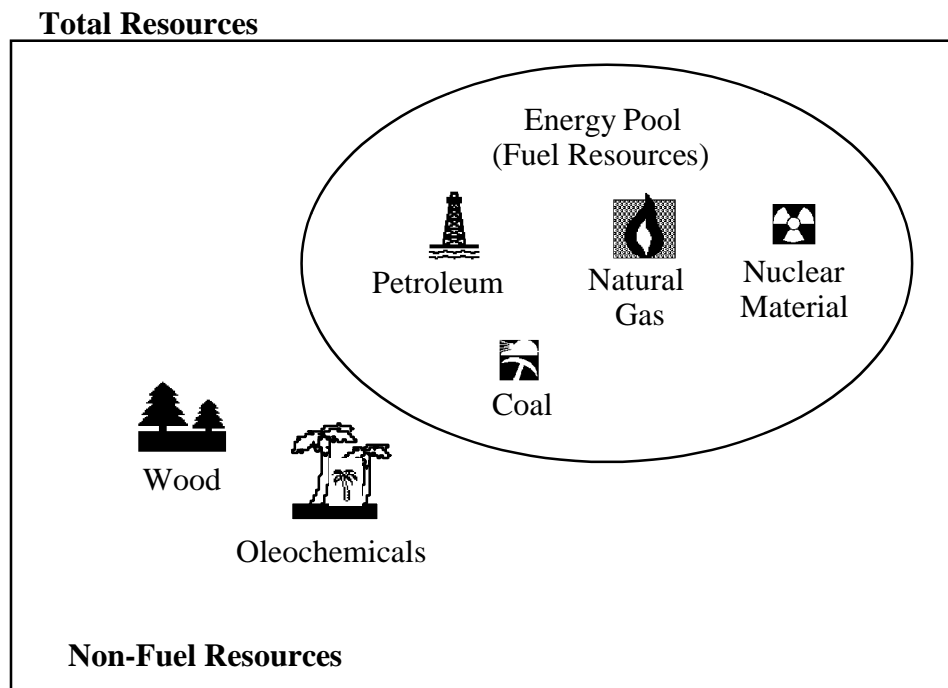 Total Resources
Energy Pool
(Fuel Resources)
Petroleum
Natural
Gas
Nuclear
Material
Coal
Wood
Oleochemicals
Non-Fuel Resources